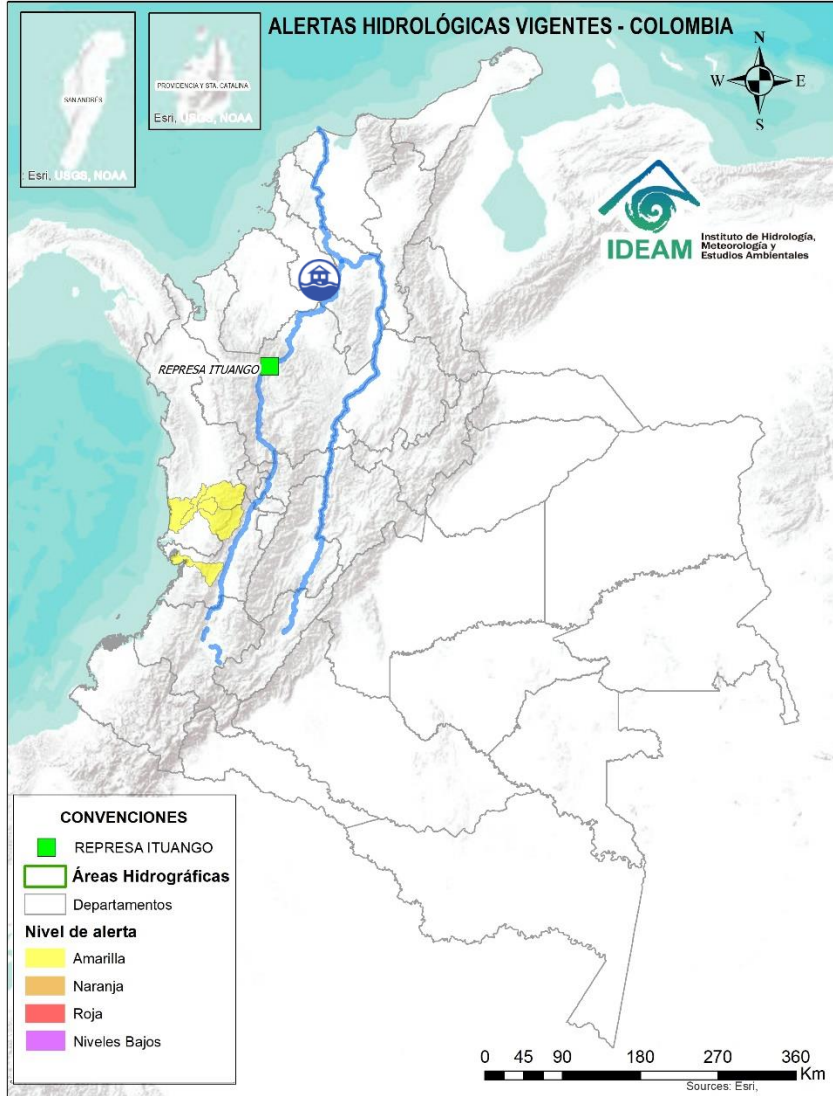 ALERTAS HIDROLÓGICAS VIGENTES - COLOMBIA
SAN ANDRÉS
Esri, USGS, NOAA
PROVIDENCIA Y STA. CATALINA
Esri, USGS, NOAA
N
W
E
S
IDEAM
Instituto de Hidrología,
Meteorología y
Estudios Ambientales
REPRESA ITUANGO
CONVENCIONES
REPRESA ITUANGO
Áreas Hidrográficas
Departamentos
Nivel de alerta
Amarilla
Naranja
Roja
Niveles Bajos
0 45 90 180 270 360
Km
Sources: Esri,